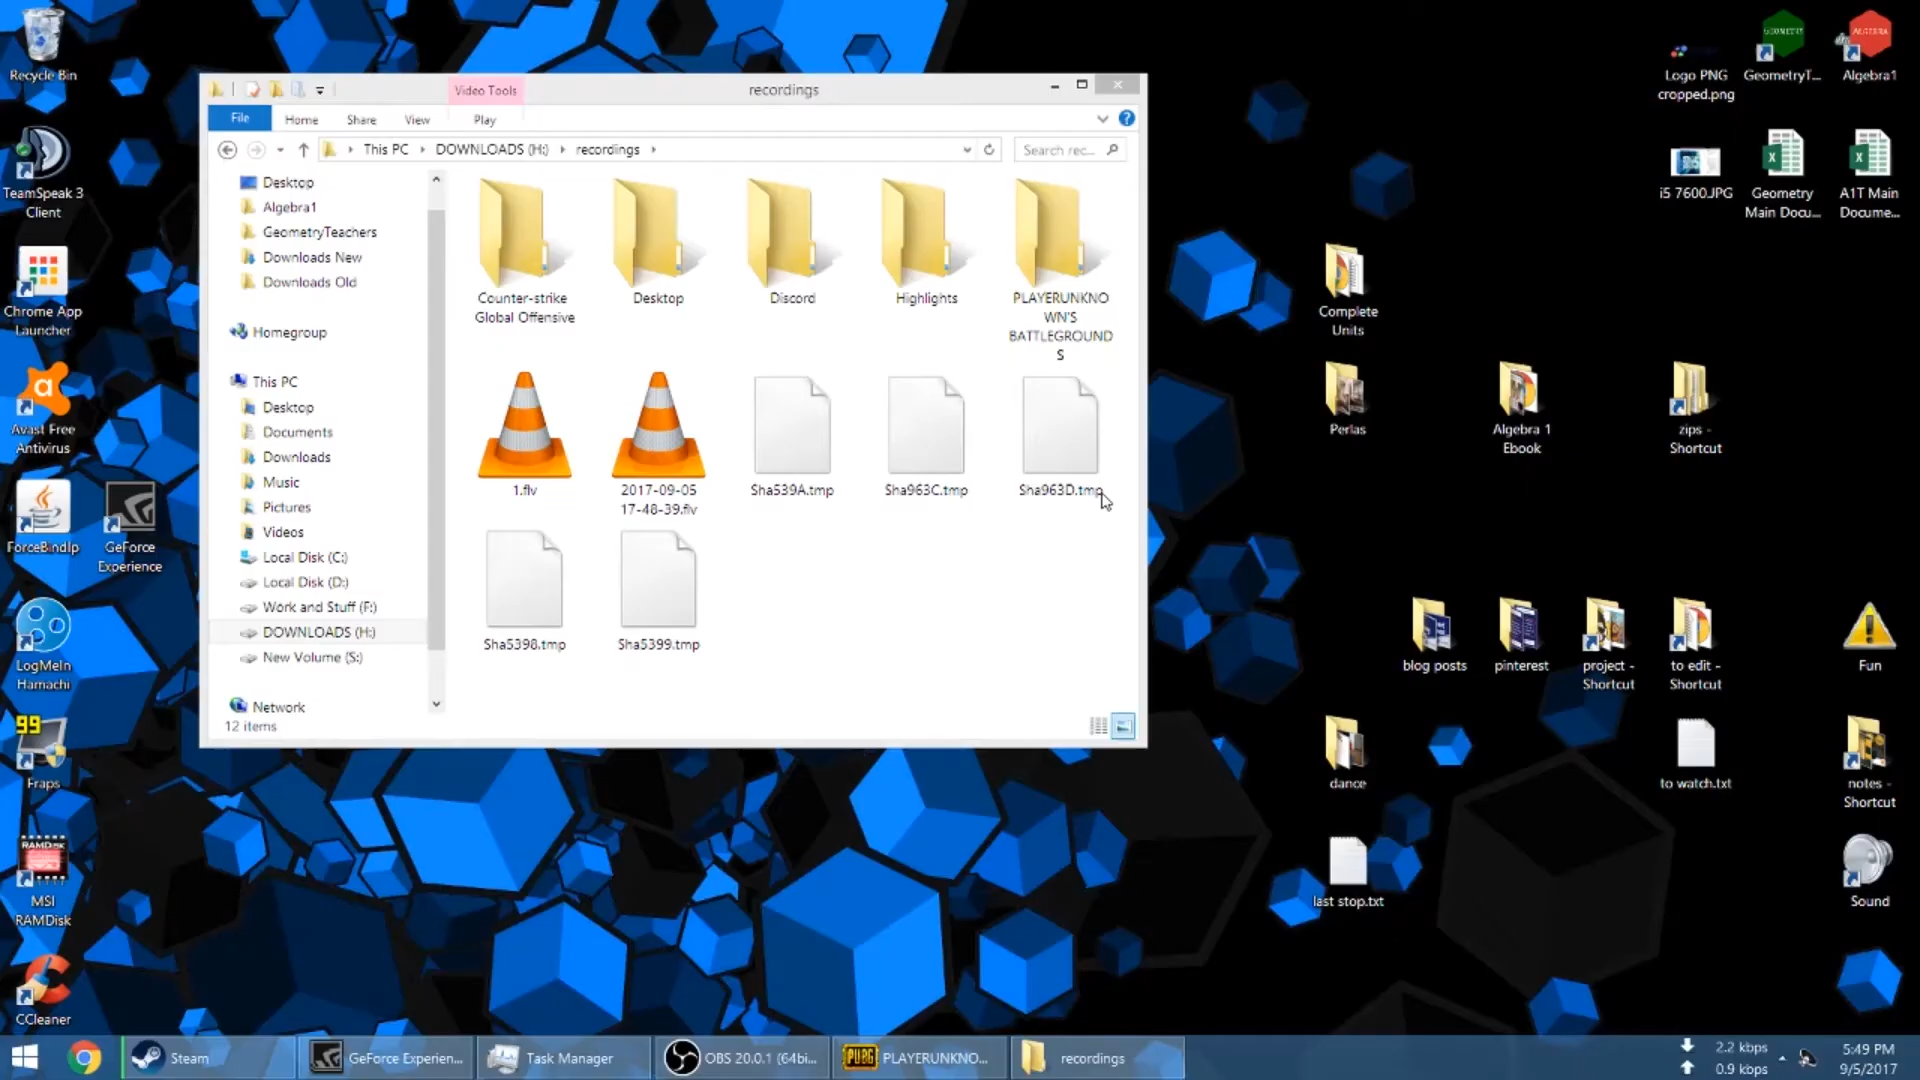 Recycle Bin
TeamSpeak 3
Client
Chrome App
Launcher
Avast Free
Antivirus
ForceBindIp
GeForce
Experience
LogMeIn
Hamachi
99
Fraps
RAMDisk
MSI
RAMDisk
CCleaner
Video Tools
recordings
File
Home
Share
View
Play
This PC
DOWNLOADS (H:)
recordings
Search rec...
Desktop
Algebra1
GeometryTeachers
Downloads New
Downloads Old
Homegroup
This PC
Desktop
Documents
Downloads
Music
Pictures
Videos
Local Disk (C:)
Local Disk (D:)
Work and Stuff (F:)
DOWNLOADS (H:)
New Volume (S:)
Network
12 items
Counter-strike
Global Offensive
Desktop
Discord
Highlights
PLAYERUNKNO
WN'S
BATTLEGROUND
S
1.flv
2017-09-05
17-48-39.flv
Sha539A.tmp
Sha963C.tmp
Sha963D.tmp
Sha5398.tmp
Sha5399.tmp
Logo PNG
cropped.png
GEOMETRY
GeometryT...
ALGEBRA
Algebra1
i5 7600.JPG
Geometry
Main Docu...
A1T Main
Docume...
Complete
Units
Perlas
Algebra 1
Ebook
zips -
Shortcut
blog posts
pinterest
project -
Shortcut
to edit -
Shortcut
Fun
dance
to watch.txt
notes -
Shortcut
last stop.txt
Sound
Steam
GeForce Experien...
Task Manager
OBS 20.0.1 (64bi...
PUBG
PLAYERUNKNO...
recordings
2.2 kbps
0.9 kbps
5:49 PM
9/5/2017